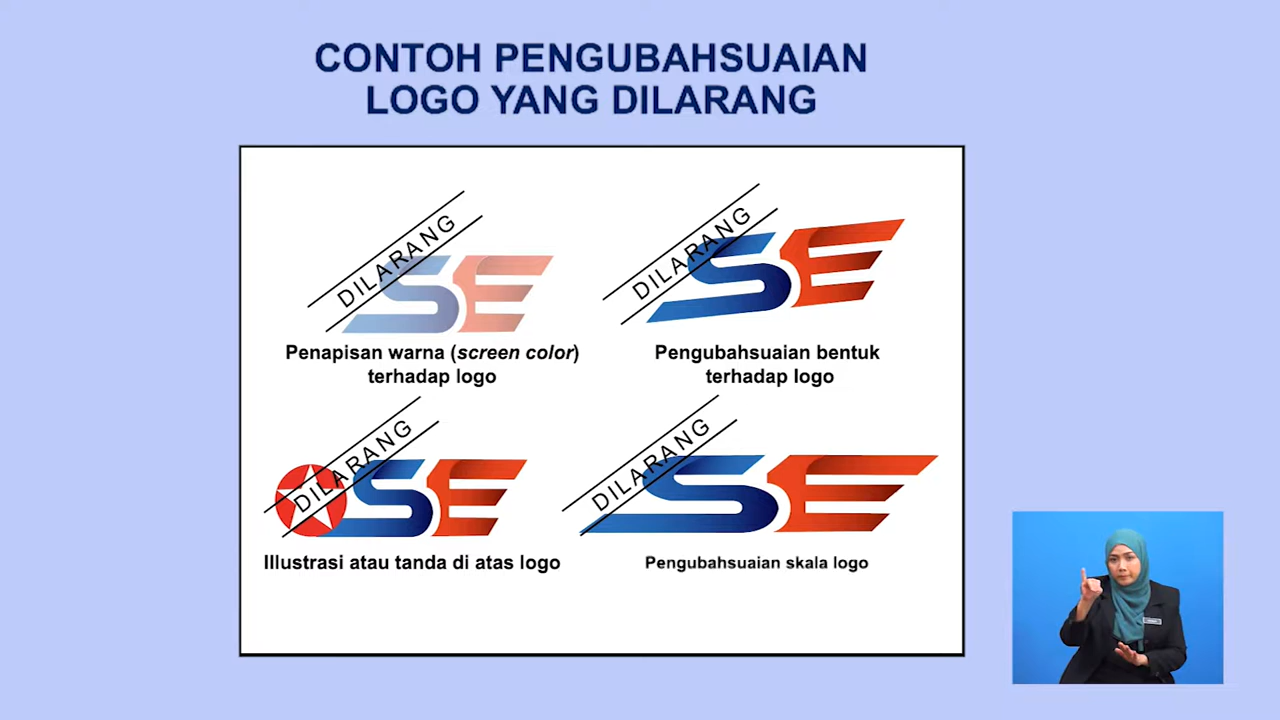 CONTOH PENGUBAHSUAIAN
LOGO YANG DILARANG
DILARANG
SE
Penapisan warna (screen color)
terhadap logo
DILARANG
SE
Pengubahsuaian bentuk
terhadap logo
DILARANG
SE
Illustrasi atau tanda di atas logo
DILARANG
SE
Pengubahsuaian skala logo